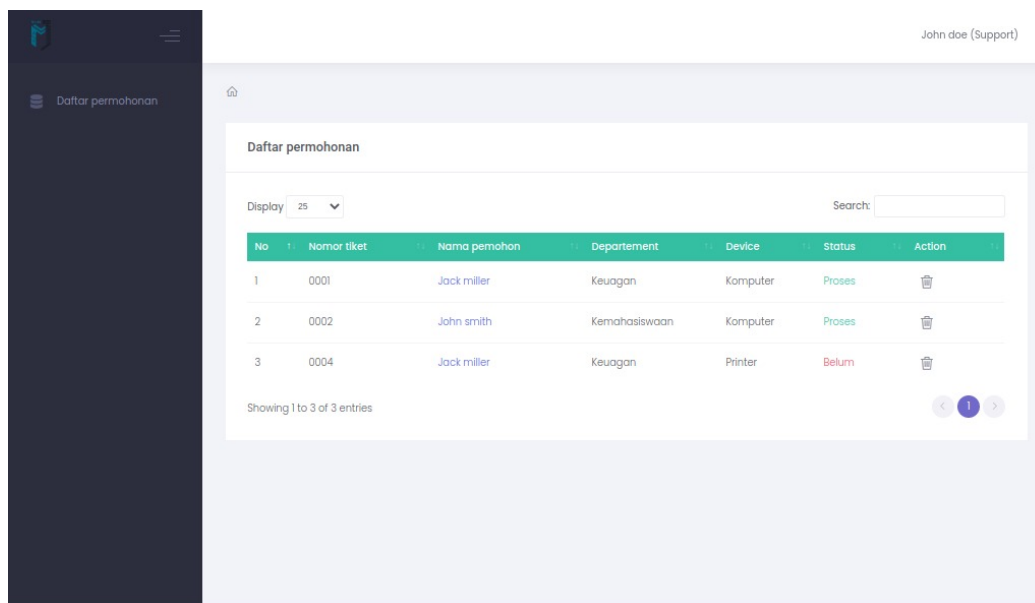 John doe (Support)
Daftar permohonan
Daftar permohonan
Display 25 Search:
No Nomor tiket Nama pemohon Departement Device Status Action
1 0001 Jack miller Keuagan Komputer Proses
2 0002 John smith Kemahasiswaan Komputer Proses
3 0004 Jack miller Keuagan Printer Belum
Showing 1 to 3 of 3 entries 1